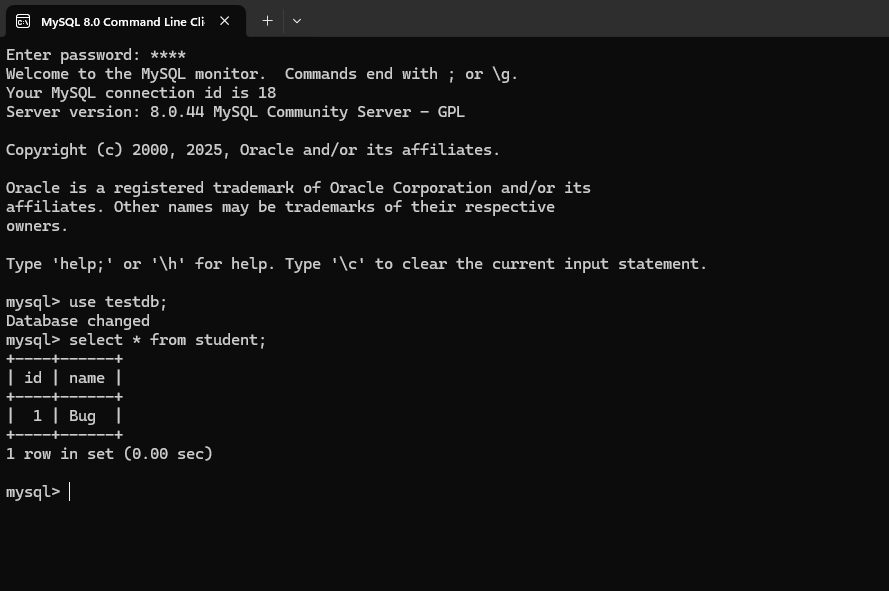 MySQL 8.0 Command Line Cli
Enter password: ****
Welcome to the MySQL monitor.  Commands end with ; or \g.
Your MySQL connection id is 18
Server version: 8.0.44 MySQL Community Server - GPL
Copyright (c) 2000, 2025, Oracle and/or its affiliates.
Oracle is a registered trademark of Oracle Corporation and/or its
affiliates. Other names may be trademarks of their respective
owners.
Type 'help;' or '\h' for help. Type '\c' to clear the current input statement.
mysql> use testdb;
Database changed
mysql> select * from student;
+----+------+
| id | name |
+----+------+
|  1 | Bug  |
+----+------+
1 row in set (0.00 sec)
mysql>